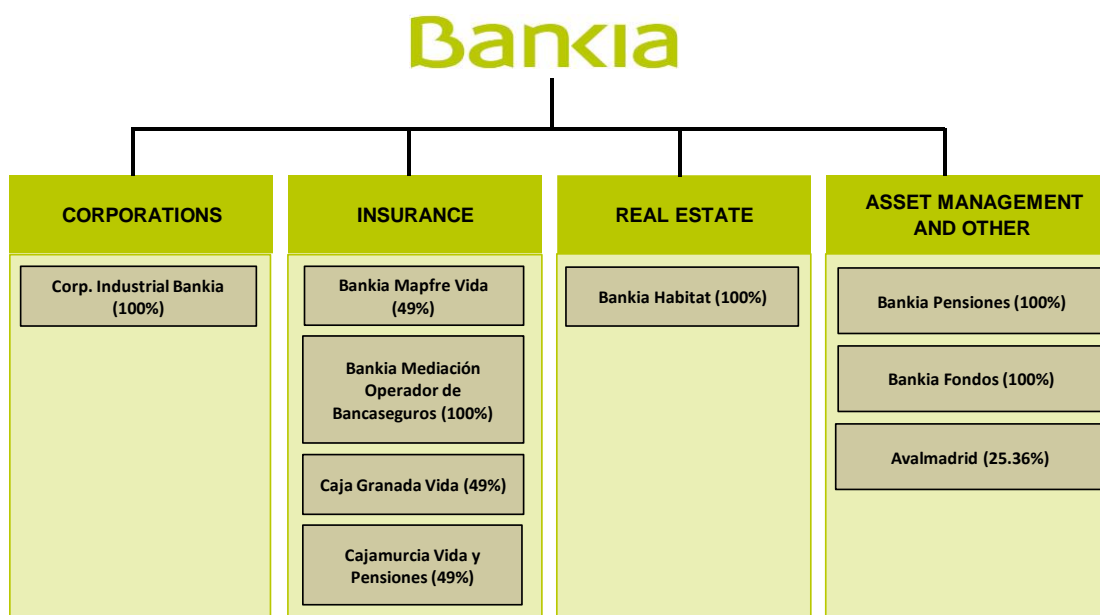 Bankia
CORPORATIONS
Corp. Industrial Bankia
(100%)
INSURANCE
Bankia Mapfre Vida
(49%)
Bankia Mediación
Operador de
Bancaseguros (100%)
Caja Granada Vida (49%)
Cajamurcia Vida y
Pensiones (49%)
REAL ESTATE
Bankia Habitat (100%)
ASSET MANAGEMENT
AND OTHER
Bankia Pensiones (100%)
Bankia Fondos (100%)
Avalmadrid (25.36%)